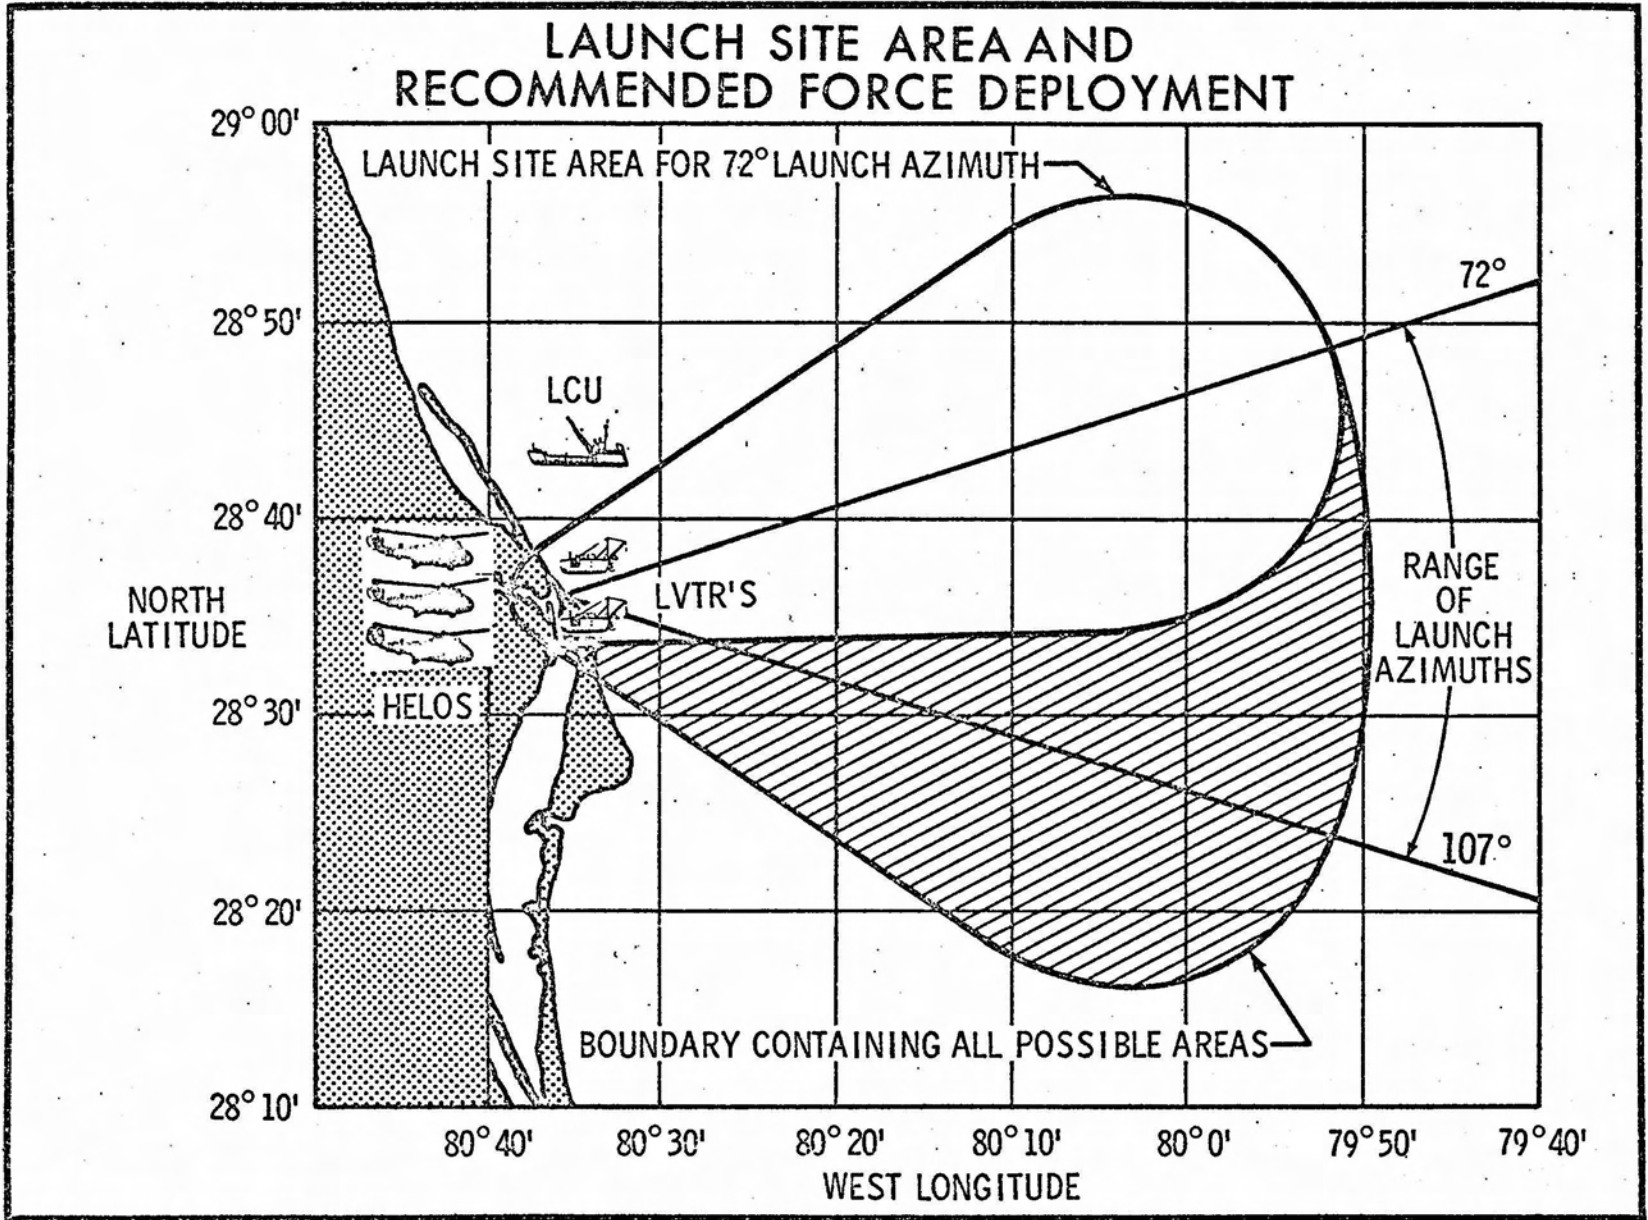 LAUNCH SITE AREA AND
RECOMMENDED FORCE DEPLOYMENT
29° 00'
LAUNCH SITE AREA FOR 72° LAUNCH AZIMUTH
72°
28° 50'
LCU
28° 40'
RANGE
OF
LAUNCH
AZIMUTHS
NORTH
LATITUDE
LVTR'S
HELOS
28° 30'
107°
28° 20'
BOUNDARY CONTAINING ALL POSSIBLE AREAS
28° 10'
80° 40'
80° 30'
80° 20'
80° 10'
80° 0'
79° 50'
79° 40'
WEST LONGITUDE